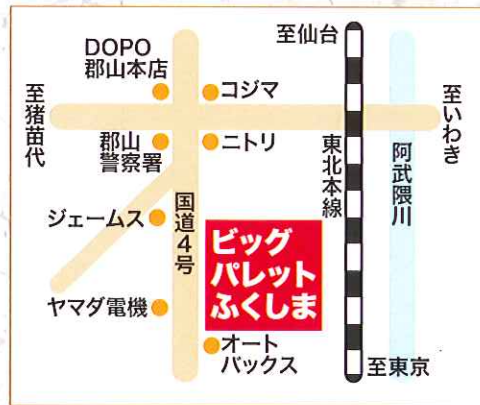 至仙台
DOPO
郡山本店
コジマ
至猪苗代
至いわき
郡山
警察署
ニトリ
東北本線
阿武隈川
国道4号
ジェームス
ビッグ
パレット
ふくしま
ヤマダ電機
オート
バックス
至東京